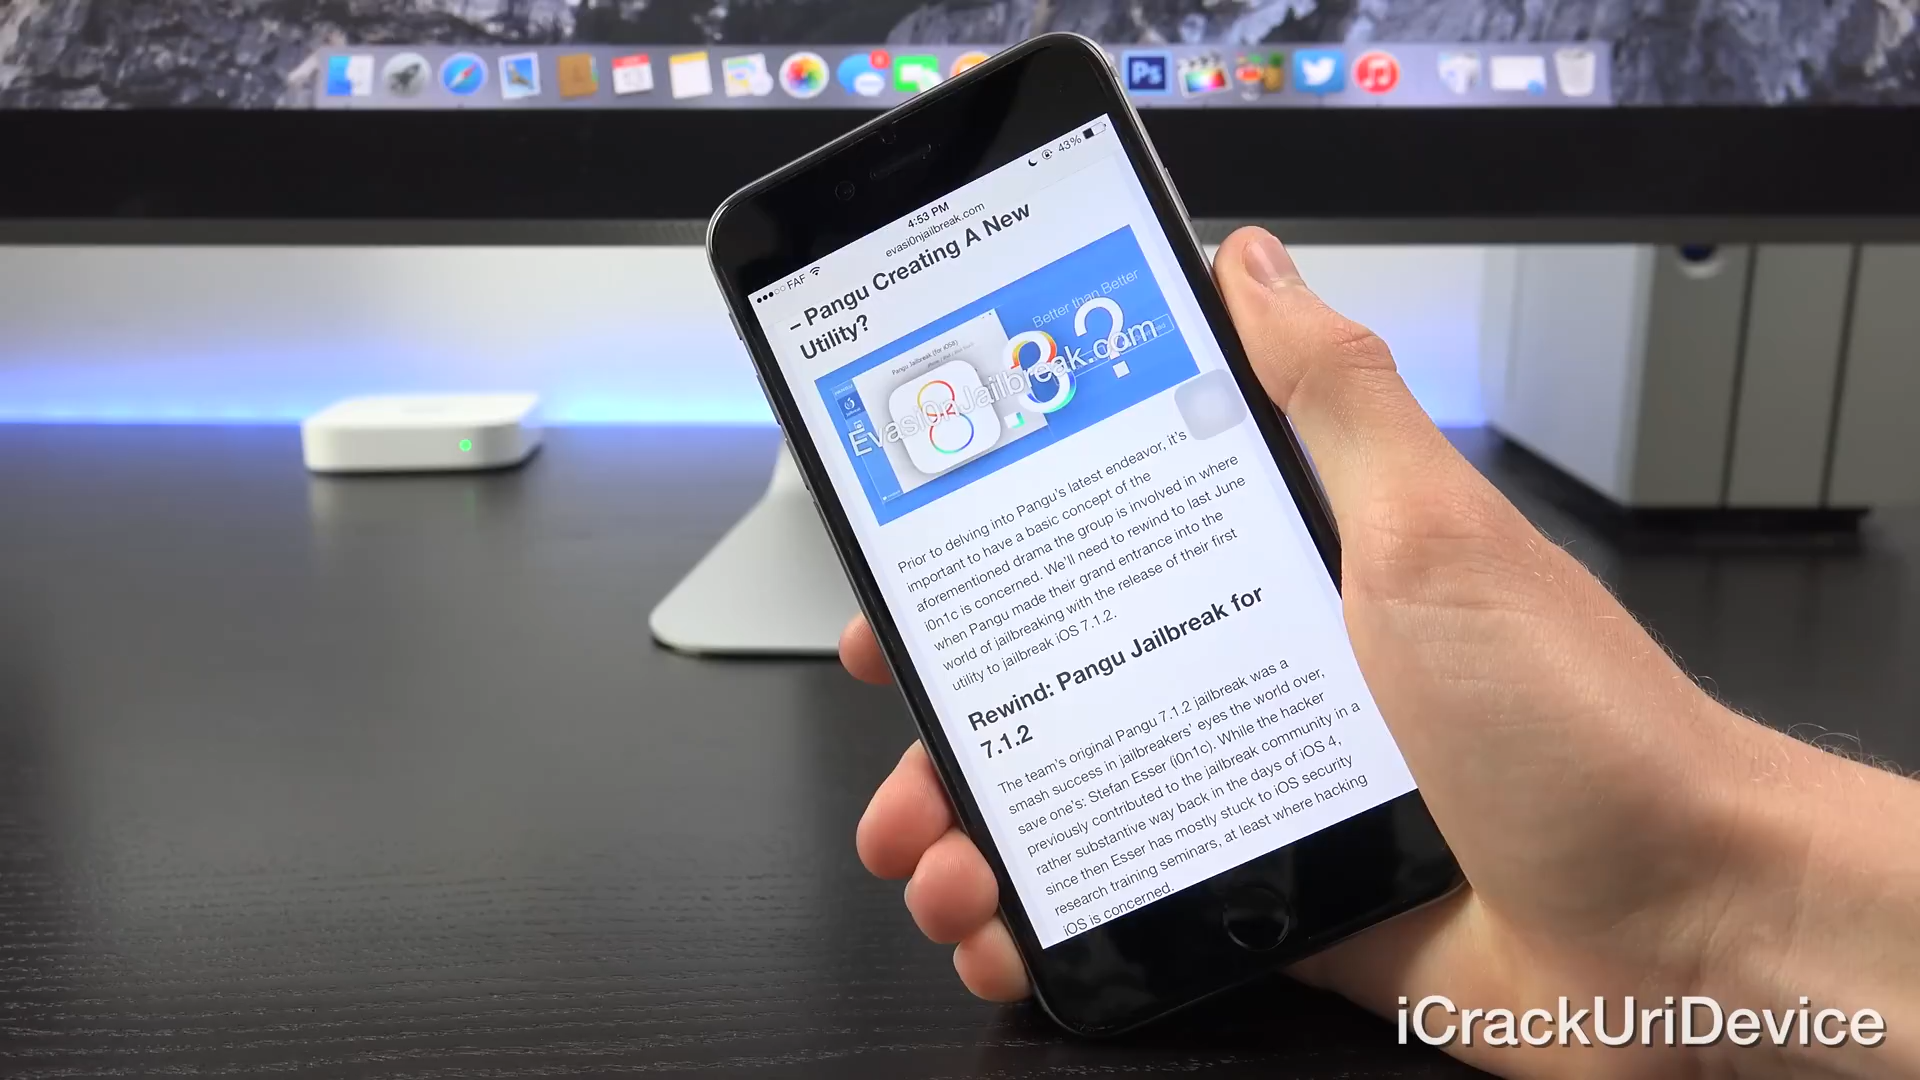 Ps
FAF
4:53 PM
43%
evasi0njailbreak.com
– Pangu Creating A New
Utility?
Pangu Jailbreak (for iOS8)
Better than Better
8.2
8?
Evasi0nJailbreak.com
Prior to delving into Pangu's latest endeavor, it's
important to have a basic concept of the
aforementioned drama the group is involved in where
i0n1c is concerned. We'll need to rewind to last June
when Pangu made their grand entrance into the
world of jailbreaking with the release of their first
utility to jailbreak iOS 7.1.2.
Rewind: Pangu Jailbreak for
7.1.2
The team's original Pangu 7.1.2 jailbreak was a
smash success in jailbreakers' eyes the world over,
save one's: Stefan Esser (i0n1c). While the hacker
previously contributed to the jailbreak community in a
rather substantive way back in the days of iOS 4,
since then Esser has mostly stuck to iOS security
research training seminars, at least where hacking
iOS is concerned.
iCrackUriDevice